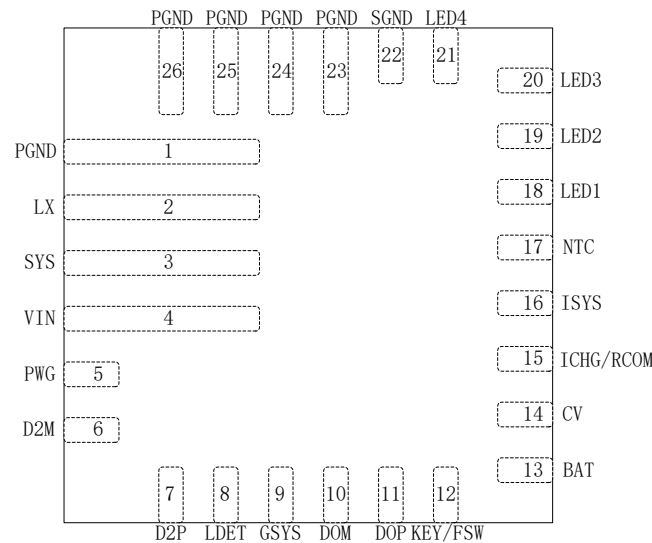 PGND PGND PGND PGND SGND LED4
26 25 24 23 22 21
20 LED3
19 LED2
PGND 1
18 LED1
LX 2
17 NTC
SYS 3
16 ISYS
VIN 4
15 ICHG/RCOM
PWG 5
14 CV
D2M 6
13 BAT
7 8 9 10 11 12
D2P LDET GSYS DOM DOP KEY/FSW